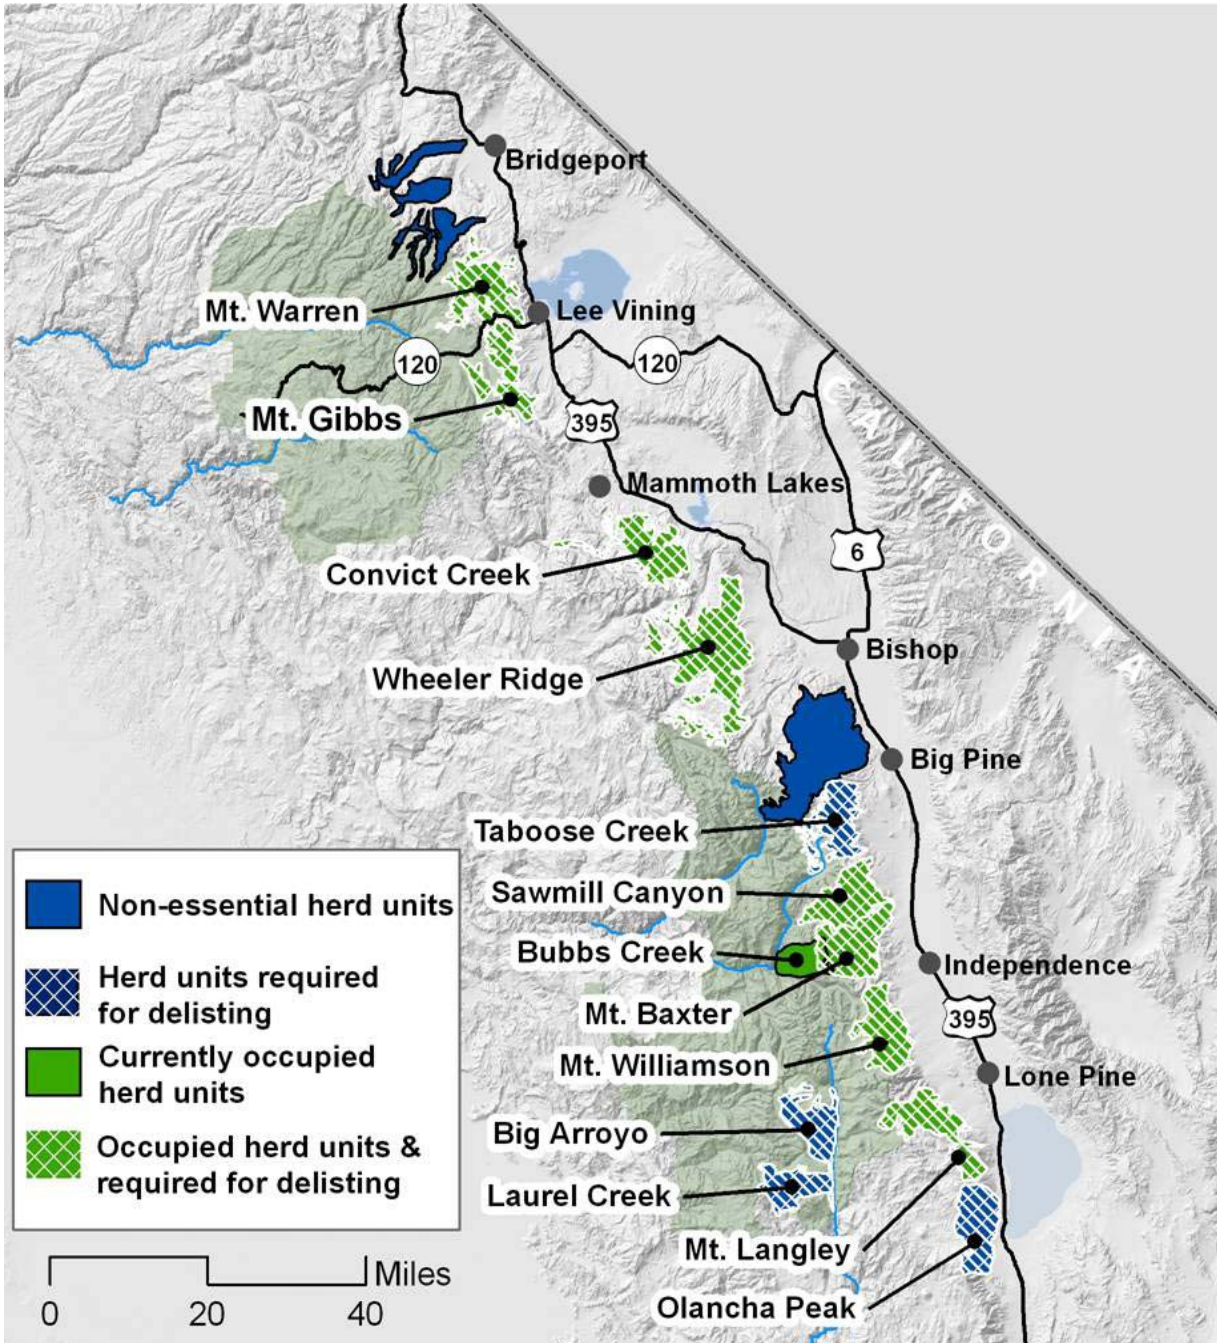 Bridgeport
Mt. Warren
Lee Vining
120
120
Mt. Gibbs
395
Mammoth Lakes
CALIFORNIA
6
Convict Creek
Bishop
Wheeler Ridge
Big Pine
Taboose Creek
Sawmill Canyon
Bubbs Creek
Independence
Mt. Baxter
395
Mt. Williamson
Lone Pine
Big Arroyo
Laurel Creek
Mt. Langley
Olancha Peak
Non-essential herd units
Herd units required
for delisting
Currently occupied
herd units
Occupied herd units &
required for delisting
Miles
0 20 40